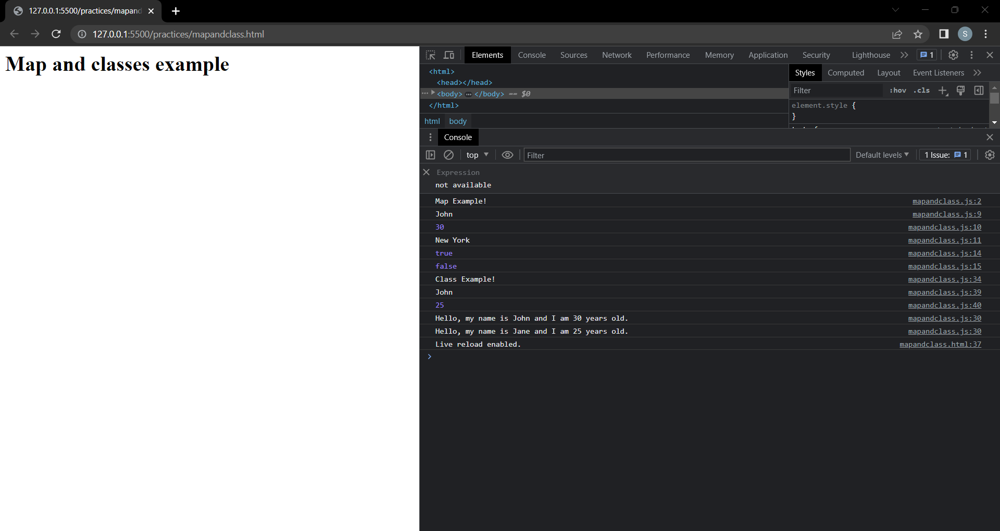 127.0.0.1:5500/practices/mapand
127.0.0.1:5500/practices/mapandclass.html
S
Map and classes example
Elements Console Sources Network Performance Memory Application Security Lighthouse 1
<html>
<head></head>
<body> … </body> == $0
</html>
html body
Styles Computed Layout Event Listeners
Filter :hov .cls
element.style {
}
Console
top Filter Default levels 1 Issue: 1
Expression
not available
Map Example! mapandclass.js:2
John mapandclass.js:9
30 mapandclass.js:10
New York mapandclass.js:11
true mapandclass.js:14
false mapandclass.js:15
Class Example! mapandclass.js:34
John mapandclass.js:39
25 mapandclass.js:40
Hello, my name is John and I am 30 years old. mapandclass.js:30
Hello, my name is Jane and I am 25 years old. mapandclass.js:30
Live reload enabled. mapandclass.html:37